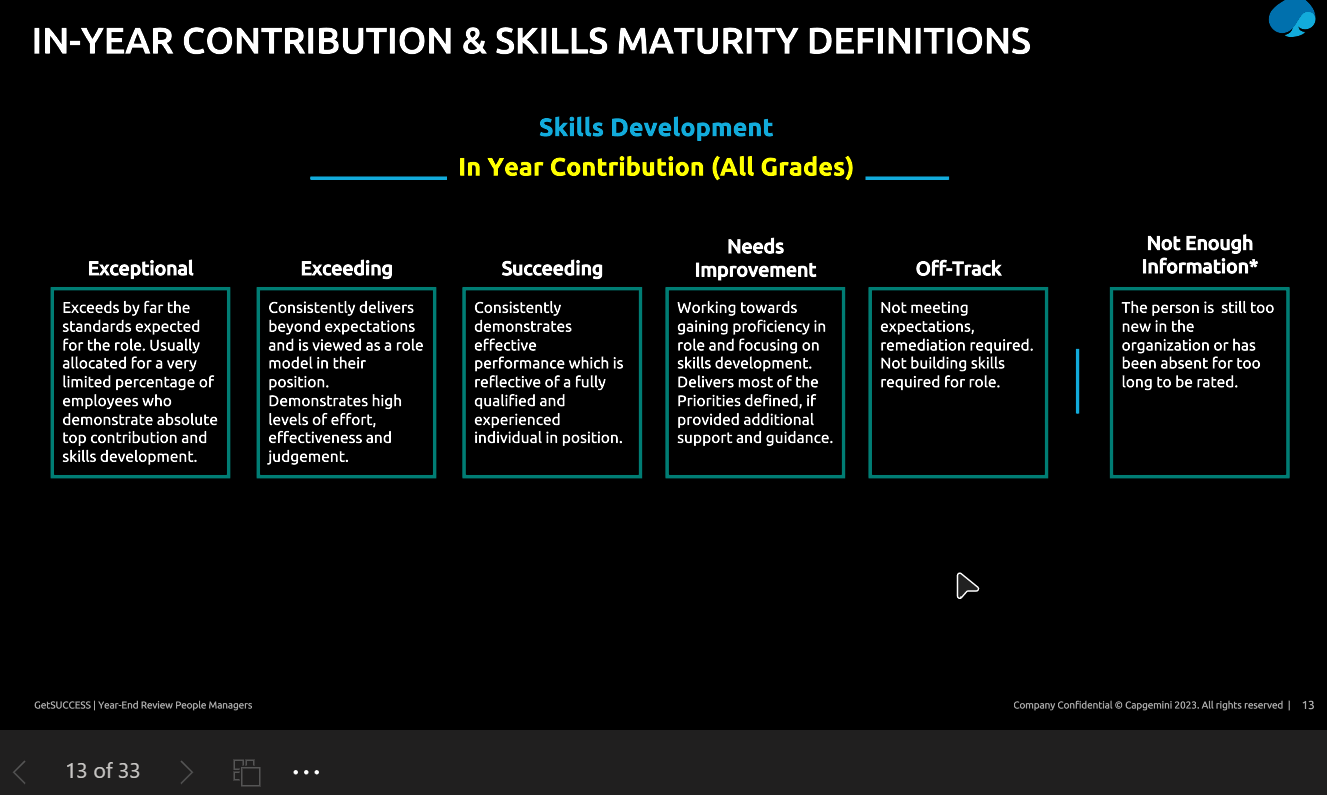 IN-YEAR CONTRIBUTION & SKILLS MATURITY DEFINITIONS
Skills Development
In Year Contribution (All Grades)
Exceptional
Exceeds by far the
standards expected
for the role. Usually
allocated for a very
limited percentage of
employees who
demonstrate absolute
top contribution and
skills development.
Exceeding
Consistently delivers
beyond expectations
and is viewed as a role
model in their
position.
Demonstrates high
levels of effort,
effectiveness and
judgement.
Succeeding
Consistently
demonstrates
effective
performance which is
reflective of a fully
qualified and
experienced
individual in position.
Needs
Improvement
Working towards
gaining proficiency in
role and focusing on
skills development.
Delivers most of the
Priorities defined, if
provided additional
support and guidance.
Off-Track
Not meeting
expectations,
remediation required.
Not building skills
required for role.
Not Enough
Information*
The person is still too
new in the
organization or has
been absent for too
long to be rated.
GetSUCCESS | Year-End Review People Managers
Company Confidential © Capgemini 2023. All rights reserved | 13
13 of 33